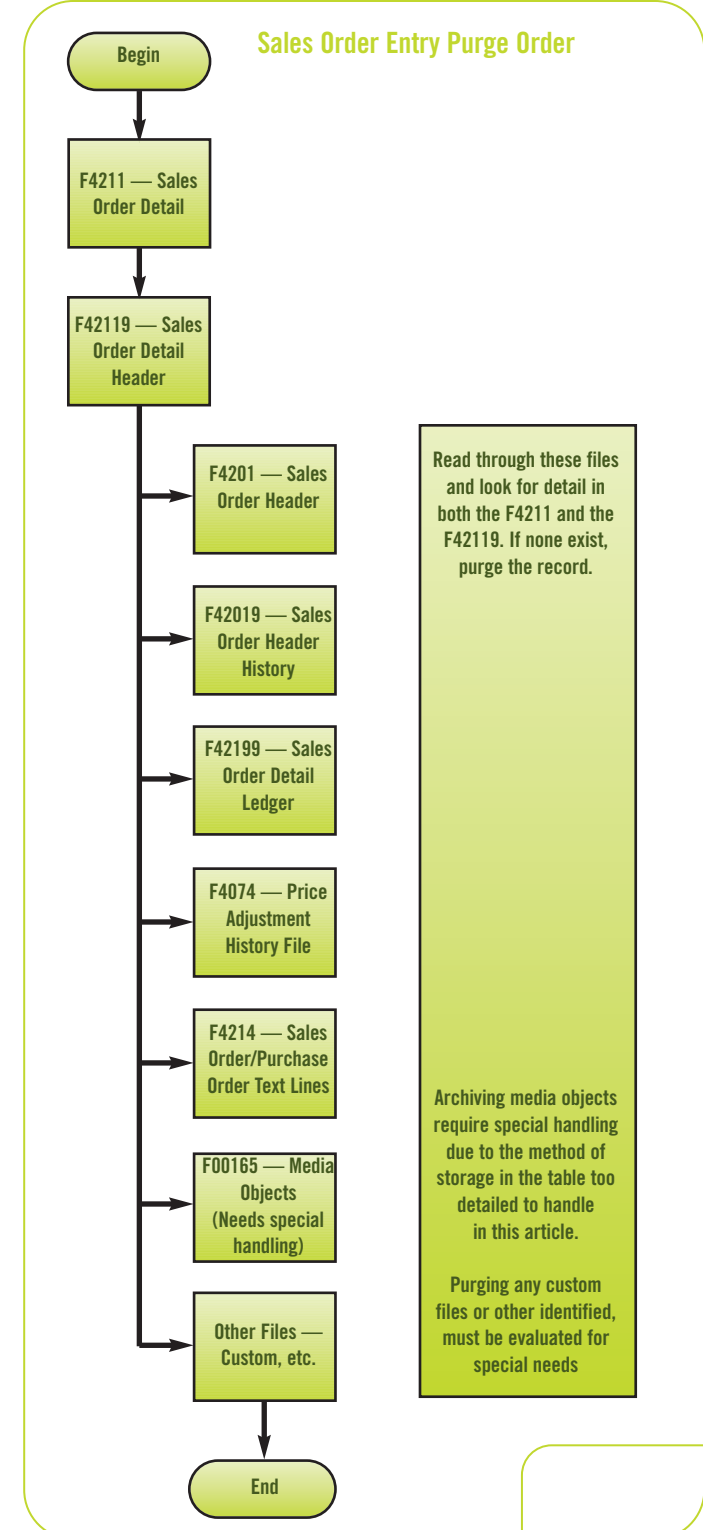 Sales Order Entry Purge Order
Begin
F4211 — Sales
Order Detail
F42119 — Sales
Order Detail
Header
F4201 — Sales
Order Header
F42019 — Sales
Order Header
History
F42199 — Sales
Order Detail
Ledger
F4074 — Price
Adjustment
History File
F4214 — Sales
Order/Purchase
Order Text Lines
F00165 — Media
Objects
(Needs special
handling)
Other Files —
Custom, etc.
End
Read through these files
and look for detail in
both the F4211 and the
F42119. If none exist,
purge the record.
Archiving media objects
require special handling
due to the method of
storage in the table too
detailed to handle
in this article.
Purging any custom
files or other identified,
must be evaluated for
special needs